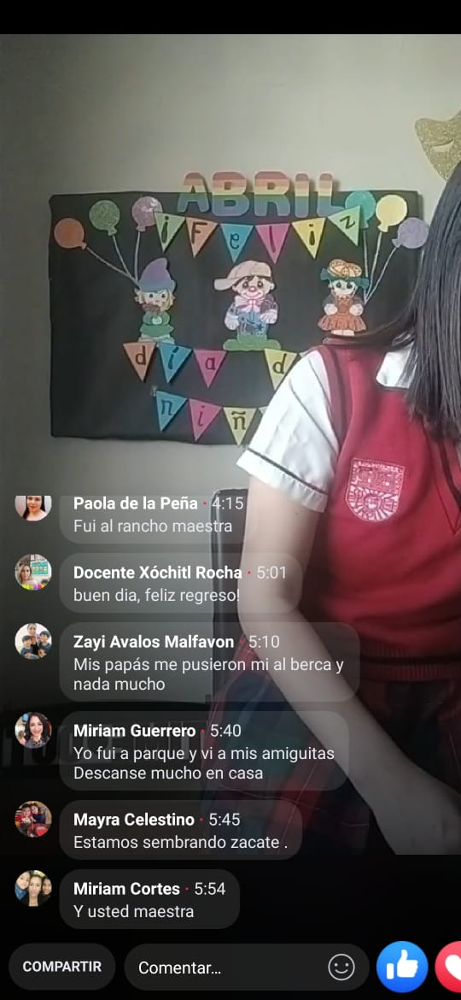 ABRIL
¡Feliz
día d
niñ
Paola de la Peña · 4:15
Fui al rancho maestra
Docente Xóchitl Rocha · 5:01
buen dia, feliz regreso!
Zayi Avalos Malfavon · 5:10
Mis papás me pusieron mi al berca y
nada mucho
Miriam Guerrero · 5:40
Yo fui a parque y vi a mis amiguitas
Descanse mucho en casa
Mayra Celestino · 5:45
Estamos sembrando zacate .
Miriam Cortes · 5:54
Y usted maestra
COMPARTIR
Comentar...